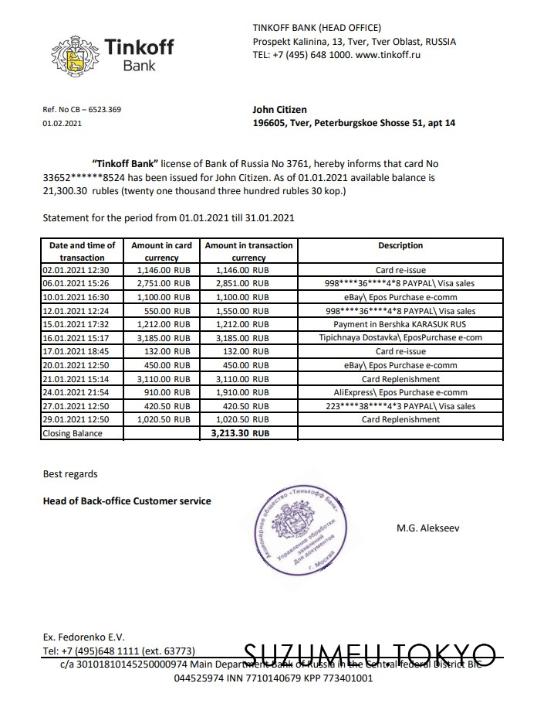 Tinkoff
Bank
TINKOFF BANK (HEAD OFFICE)
Prospekt Kalinina, 13, Tver, Tver Oblast, RUSSIA
TEL: +7 (495) 648 1000. www.tinkoff.ru
Ref. No CB – 6523.369
01.02.2021
John Citizen
196605, Tver, Peterburgskoe Shosse 51, apt 14
“Tinkoff Bank” license of Bank of Russia No 3761, hereby informs that card No
33652******8524 has been issued for John Citizen. As of 01.01.2021 available balance is
21,300.30 rubles (twenty one thousand three hundred rubles 30 kop.)
Statement for the period from 01.01.2021 till 31.01.2021
Date and time of transaction Amount in card currency Amount in transaction currency Description
02.01.2021 12:30 1,146.00 RUB 1,146.00 RUB Card re-issue
06.01.2021 15:26 2,751.00 RUB 2,851.00 RUB 998****36****4*8 PAYPAL\ Visa sales
10.01.2021 16:30 1,100.00 RUB 1,100.00 RUB eBay\ Epos Purchase e-comm
12.01.2021 12:24 550.00 RUB 1,550.00 RUB 998****36****4*8 PAYPAL\ Visa sales
15.01.2021 17:32 1,212.00 RUB 1,212.00 RUB Payment in Bershka KARASUK RUS
16.01.2021 15:17 3,185.00 RUB 3,185.00 RUB Tipichnaya Dostavka\ EposPurchase e-com
17.01.2021 18:45 132.00 RUB 132.00 RUB Card re-issue
20.01.2021 12:50 450.00 RUB 450.00 RUB eBay\ Epos Purchase e-comm
21.01.2021 15:14 3,110.00 RUB 3,110.00 RUB Card Replenishment
24.01.2021 21:54 910.00 RUB 1,910.00 RUB AliExpress\ Epos Purchase e-comm
27.01.2021 12:50 420.50 RUB 420.50 RUB 223****38****4*3 PAYPAL\ Visa sales
29.01.2021 12:50 1,020.50 RUB 1,020.50 RUB Card Replenishment
Closing Balance 3,213.30 RUB
Best regards
Head of Back-office Customer service
Акционерное общество «Тинькофф Банк»
Управление обработки
заявлений
Для документов
г. Москва
M.G. Alekseev
Ex. Fedorenko E.V.
Tel: +7 (495)648 1111 (ext. 63773)
SUZUMEU.TOKYO
c/a 30101810145250000974 Main Department Bank of Russia in the Central federal District BIC
044525974 INN 7710140679 KPP 773401001